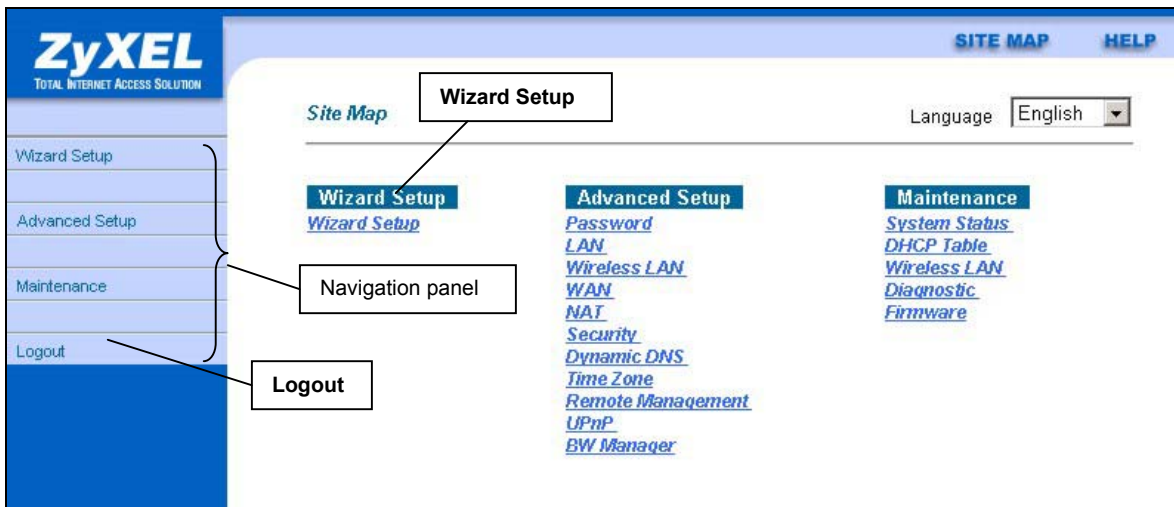 ZyXEL
TOTAL INTERNET ACCESS SOLUTION
SITE MAP HELP
Site Map
Wizard Setup
Language English
Wizard Setup
Advanced Setup
Maintenance
Logout
Navigation panel
Logout
Wizard Setup
Wizard Setup
Advanced Setup
Password
LAN
Wireless LAN
WAN
NAT
Security
Dynamic DNS
Time Zone
Remote Management
UPnP
BW Manager
Maintenance
System Status
DHCP Table
Wireless LAN
Diagnostic
Firmware